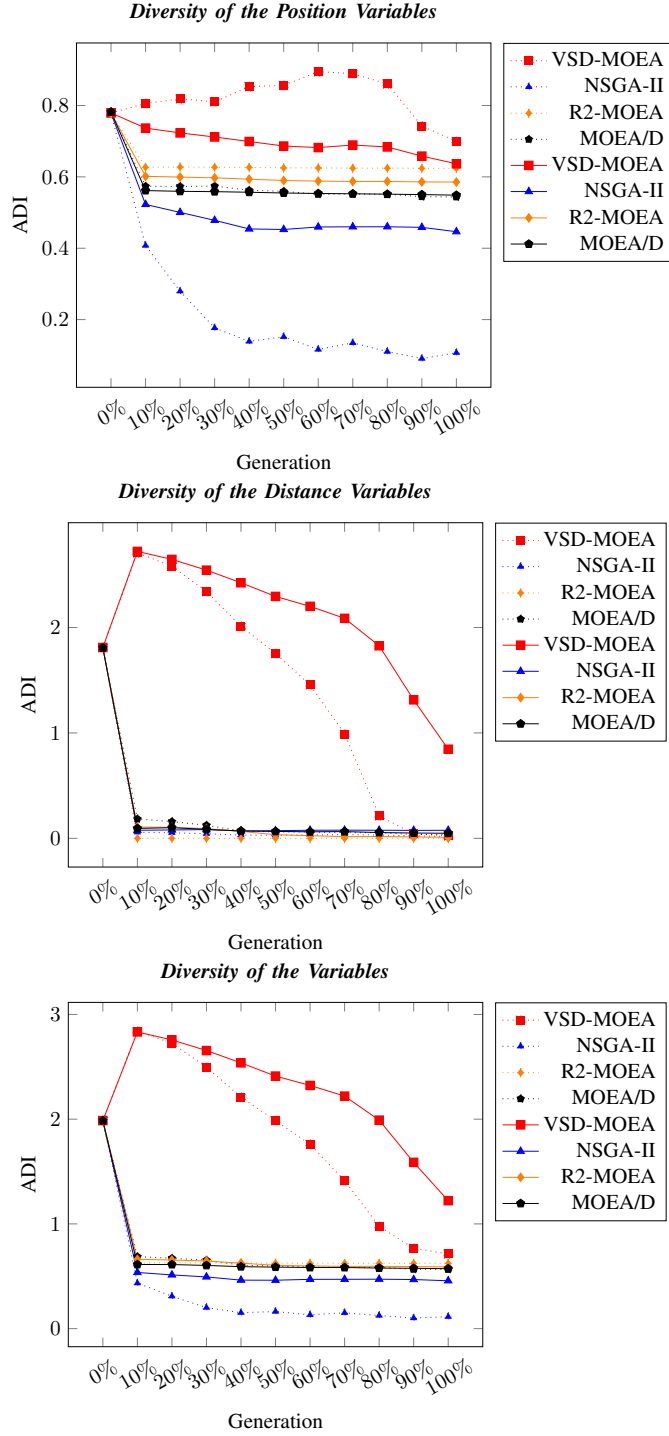 Diversity of the Position Variables
0.8
0.6
0.4
0.2
ADI
0%
10%
20%
30%
40%
50%
60%
70%
80%
90%
100%
Generation
VSD-MOEA
NSGA-II
R2-MOEA
MOEA/D
VSD-MOEA
NSGA-II
R2-MOEA
MOEA/D
Diversity of the Distance Variables
2
1
0
ADI
0%
10%
20%
30%
40%
50%
60%
70%
80%
90%
100%
Generation
VSD-MOEA
NSGA-II
R2-MOEA
MOEA/D
VSD-MOEA
NSGA-II
R2-MOEA
MOEA/D
Diversity of the Variables
3
2
1
0
ADI
0%
10%
20%
30%
40%
50%
60%
70%
80%
90%
100%
Generation
VSD-MOEA
NSGA-II
R2-MOEA
MOEA/D
VSD-MOEA
NSGA-II
R2-MOEA
MOEA/D